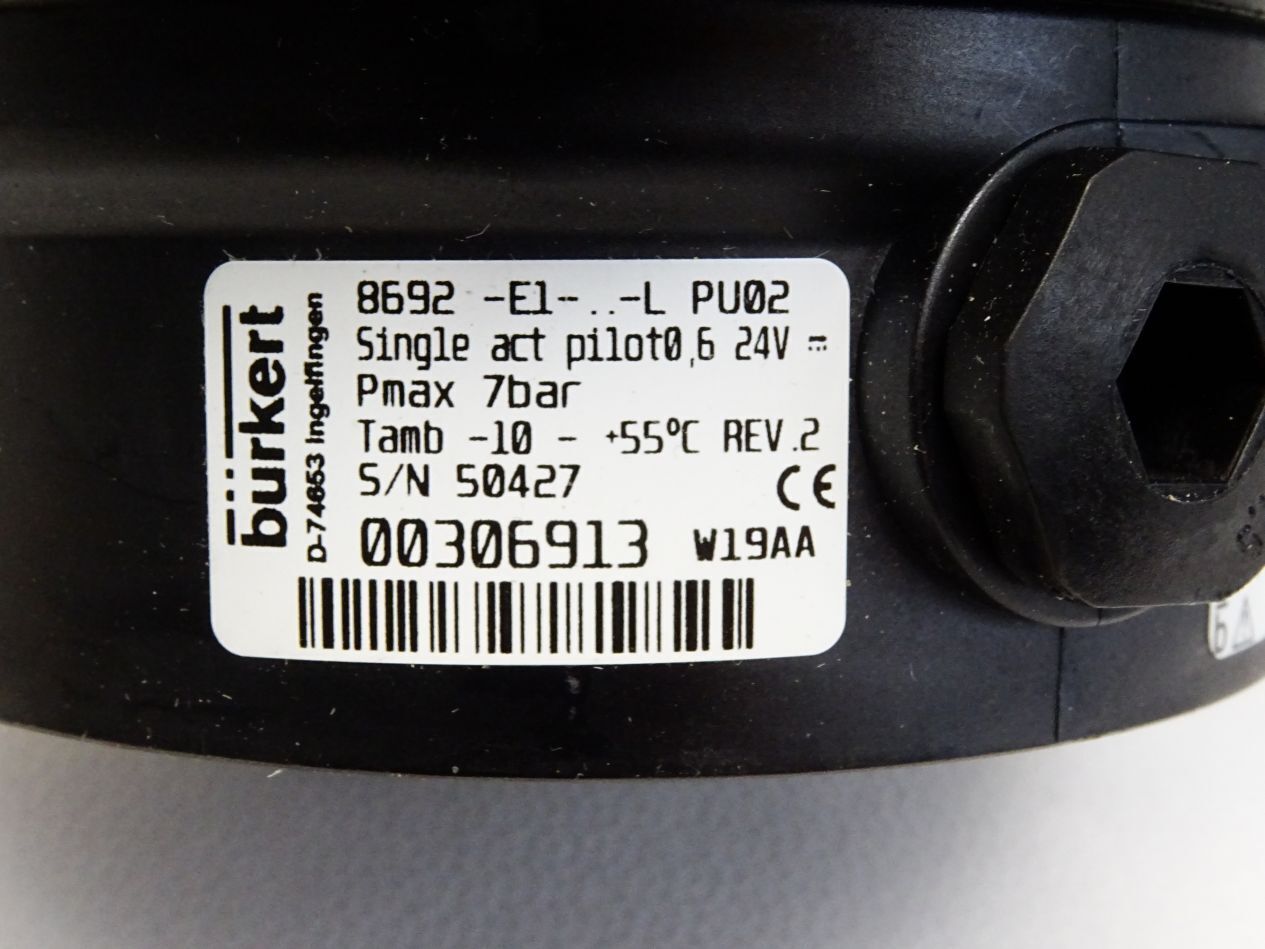 bürkert
D-74653 Ingelfingen
8692 -E1-..-L PU02
Single act pilot0,6 24V ⎓
Pmax 7bar
Tamb -10 - +55°C REV.2
S/N 50427
CE
00306913 W19AA